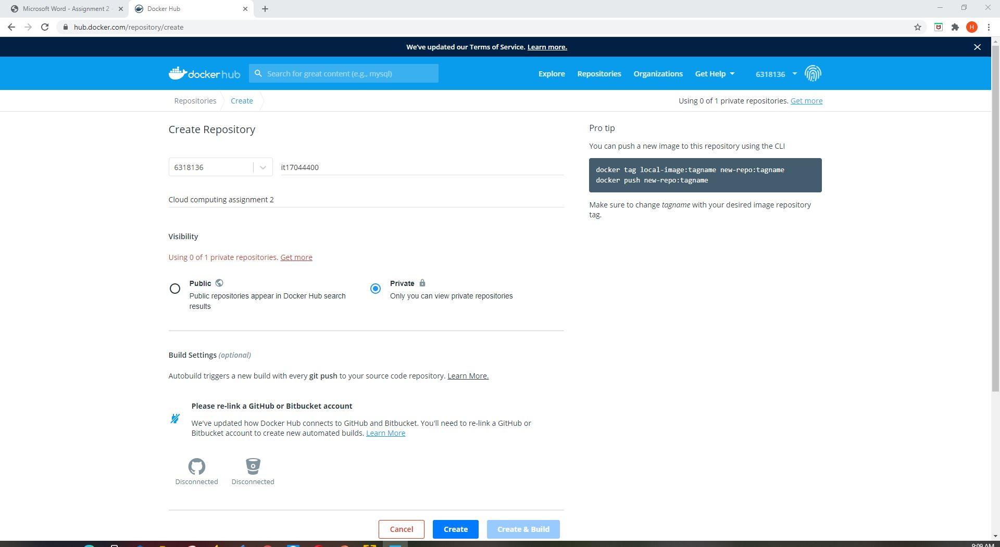 Microsoft Word - Assignment 2 -
Docker Hub
hub.docker.com/repository/create
H
We've updated our Terms of Service. Learn more.
docker hub
Search for great content (e.g., mysql)
Explore
Repositories
Organizations
Get Help
6318136
Repositories
Create
Using 0 of 1 private repositories. Get more
Create Repository
6318136
it17044400
Cloud computing assignment 2
Visibility
Using 0 of 1 private repositories. Get more
Public
Public repositories appear in Docker Hub search
results
Private
Only you can view private repositories
Build Settings (optional)
Autobuild triggers a new build with every git push to your source code repository. Learn More.
Please re-link a GitHub or Bitbucket account
We've updated how Docker Hub connects to GitHub and Bitbucket. You'll need to re-link a GitHub or
Bitbucket account to create new automated builds. Learn More
Disconnected
Disconnected
Cancel
Create
Create & Build
Pro tip
You can push a new image to this repository using the CLI
docker tag local-image:tagname new-repo:tagname
docker push new-repo:tagname
Make sure to change tagname with your desired image repository
tag.
9:09 AM